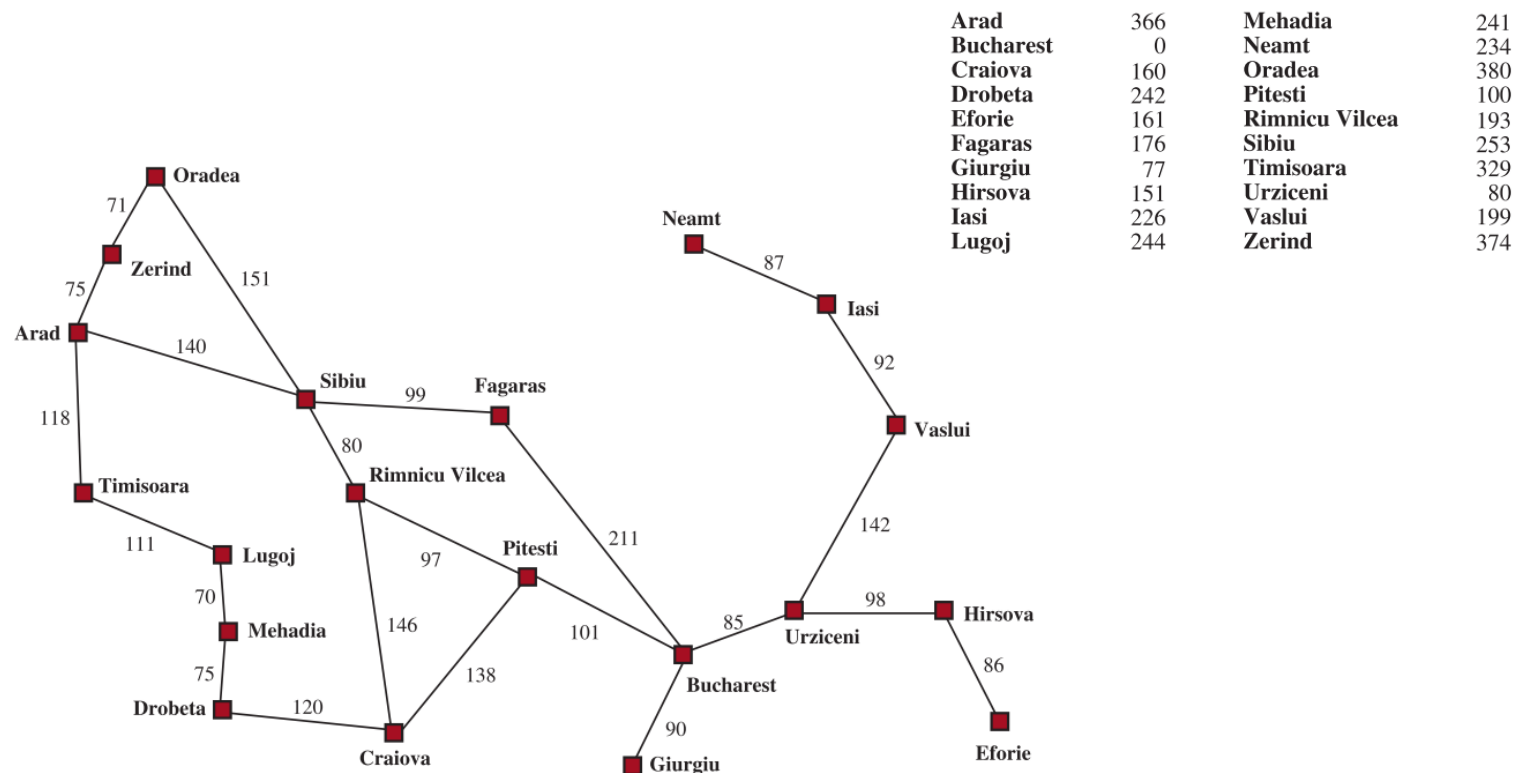 Arad 366 Mehadia 241
Bucharest 0 Neamt 234
Craiova 160 Oradea 380
Drobeta 242 Pitesti 100
Eforie 161 Rimnicu Vilcea 193
Fagaras 176 Sibiu 253
Giurgiu 77 Timisoara 329
Hirsova 151 Urziceni 80
Iasi 226 Vaslui 199
Lugoj 244 Zerind 374
Oradea
71
Neamt
Zerind
87
151
75
Iasi
Arad
140
92
Sibiu
Fagaras
99
118
Vaslui
80
Rimnicu Vilcea
Timisoara
142
211
111
Pitesti
Lugoj
97
70
98
Hirsova
85
Mehadia
146
101
Urziceni
86
75
138
Bucharest
Drobeta
120
90
Eforie
Craiova
Giurgiu